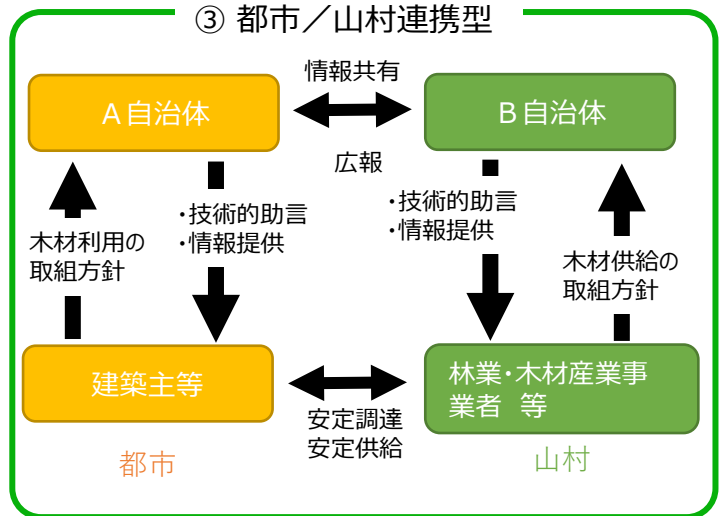 ③ 都市／山村連携型
情報共有
A自治体
B自治体
広報
・技術的助言
・情報提供
・技術的助言
・情報提供
木材利用の
取組方針
木材供給の
取組方針
建築主等
林業・木材産業事
業者 等
安定調達
安定供給
都市
山村